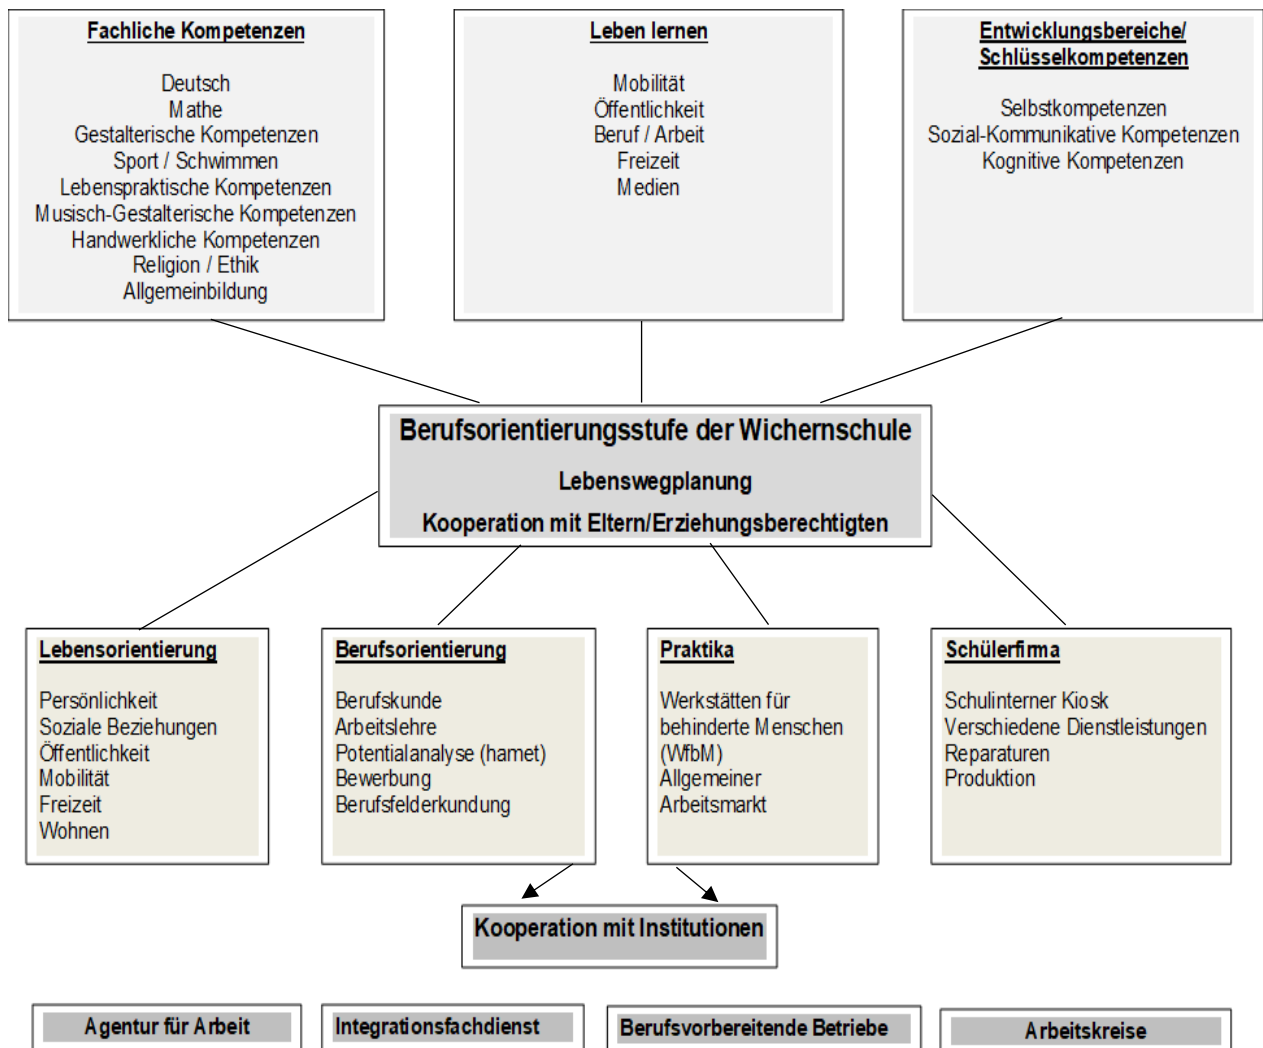 Fachliche Kompetenzen
Deutsch
Mathe
Gestalterische Kompetenzen
Sport / Schwimmen
Lebenspraktische Kompetenzen
Musisch-Gestalterische Kompetenzen
Handwerkliche Kompetenzen
Religion / Ethik
Allgemeinbildung
Leben lernen
Mobilität
Öffentlichkeit
Beruf / Arbeit
Freizeit
Medien
Entwicklungsbereiche/
Schlüsselkompetenzen
Selbstkompetenzen
Sozial-Kommunikative Kompetenzen
Kognitive Kompetenzen
Berufsorientierungsstufe der Wichernschule
Lebenswegplanung
Kooperation mit Eltern/Erziehungsberechtigten
Lebensorientierung
Persönlichkeit
Soziale Beziehungen
Öffentlichkeit
Mobilität
Freizeit
Wohnen
Berufsorientierung
Berufskunde
Arbeitslehre
Potentialanalyse (hamet)
Bewerbung
Berufsfelderkundung
Praktika
Werkstätten für
behinderte Menschen
(WfbM)
Allgemeiner
Arbeitsmarkt
Schülerfirma
Schulinterner Kiosk
Verschiedene Dienstleistungen
Reparaturen
Produktion
Kooperation mit Institutionen
Agentur für Arbeit
Integrationsfachdienst
Berufsvorbereitende Betriebe
Arbeitskreise